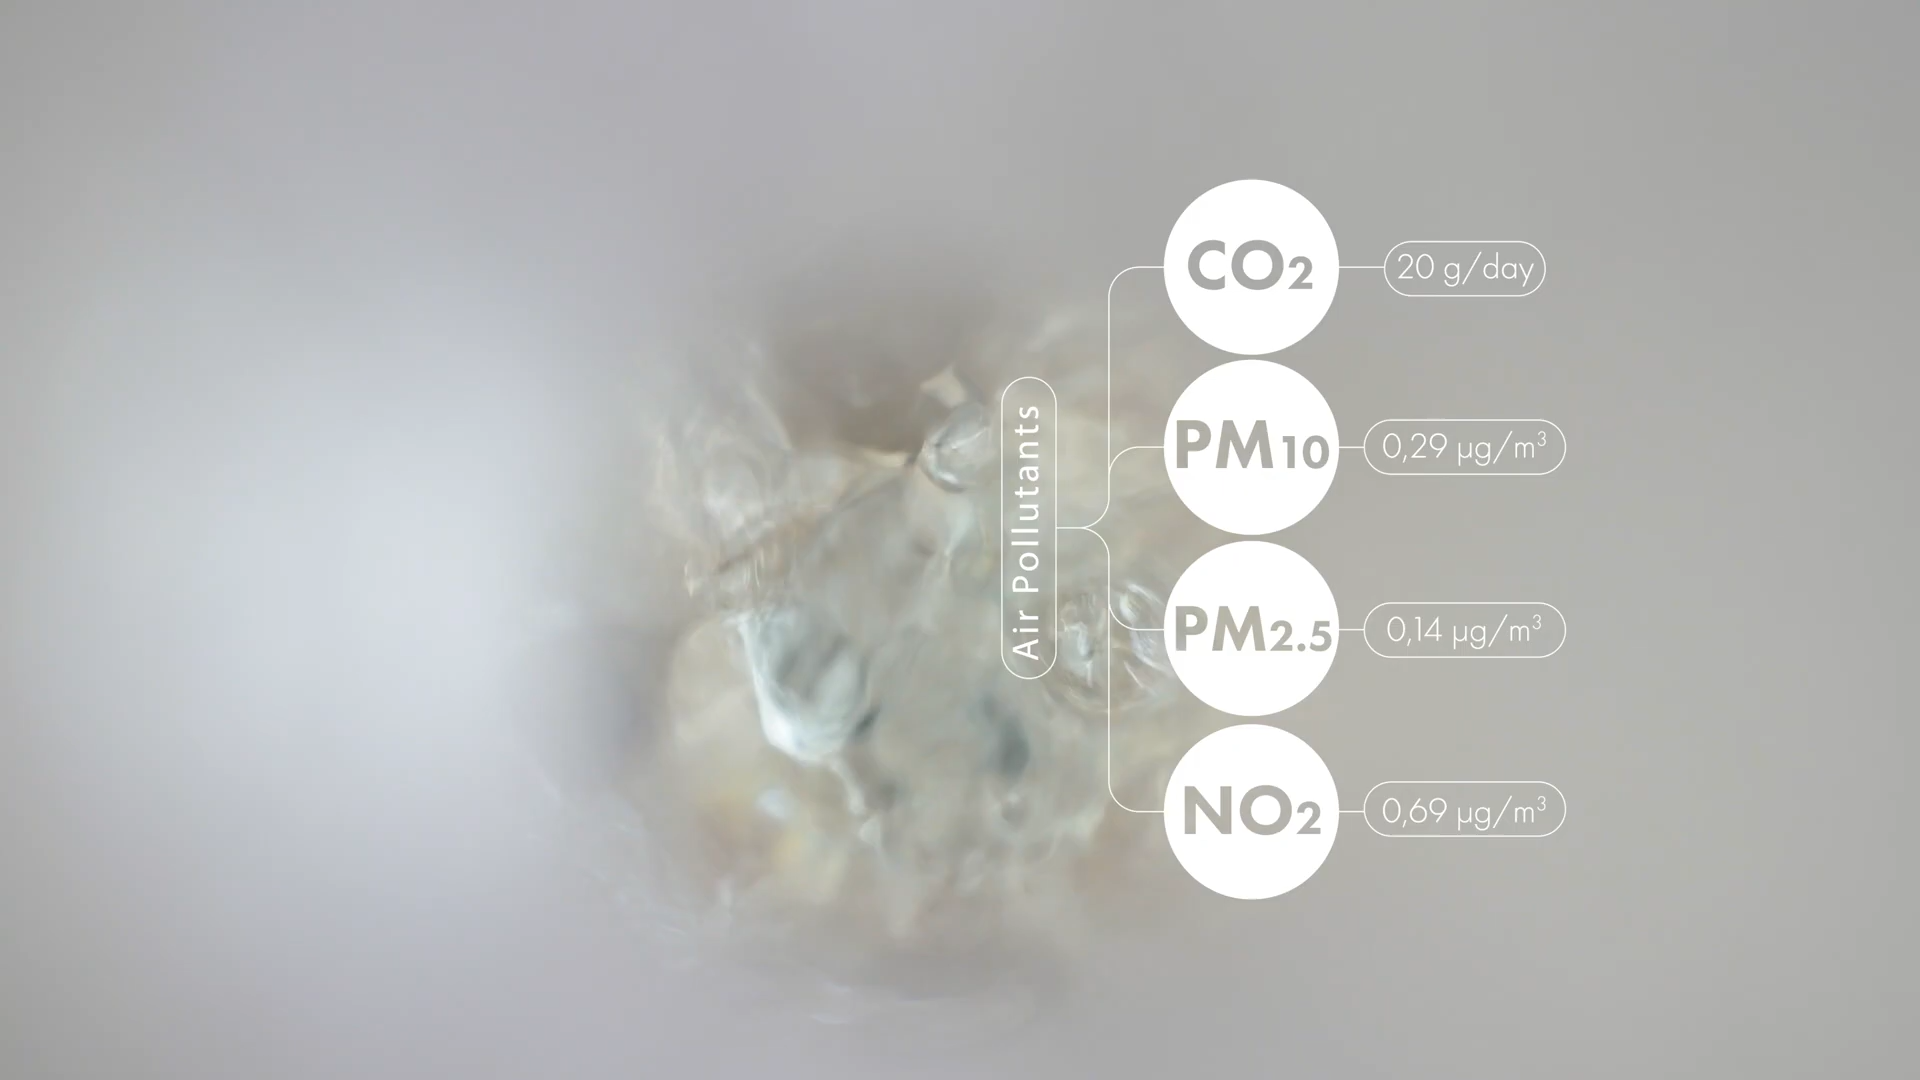 Air Pollutants
CO2
20 g/day
PM10
0,29 µg/m³
PM2.5
0,14 µg/m³
NO2
0,69 µg/m³